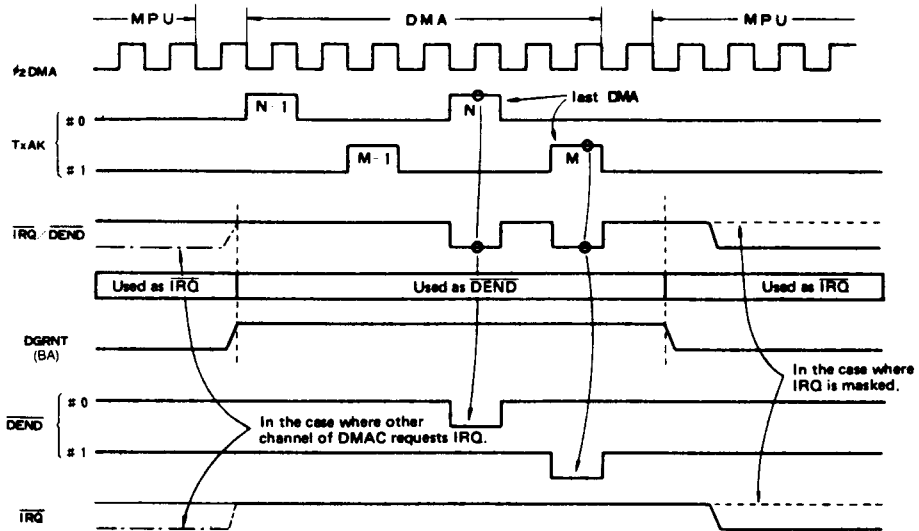 MPU DMA MPU
φ2 DMA
TxAK
#0 N-1 N last DMA
#1 M-1 M
IRQ/DEND
Used as IRQ Used as DEND Used as IRQ
DGRNT
(BA)
In the case where
IRQ is masked.
DEND
#0
In the case where other
channel of DMAC requests IRQ.
#1
IRQ